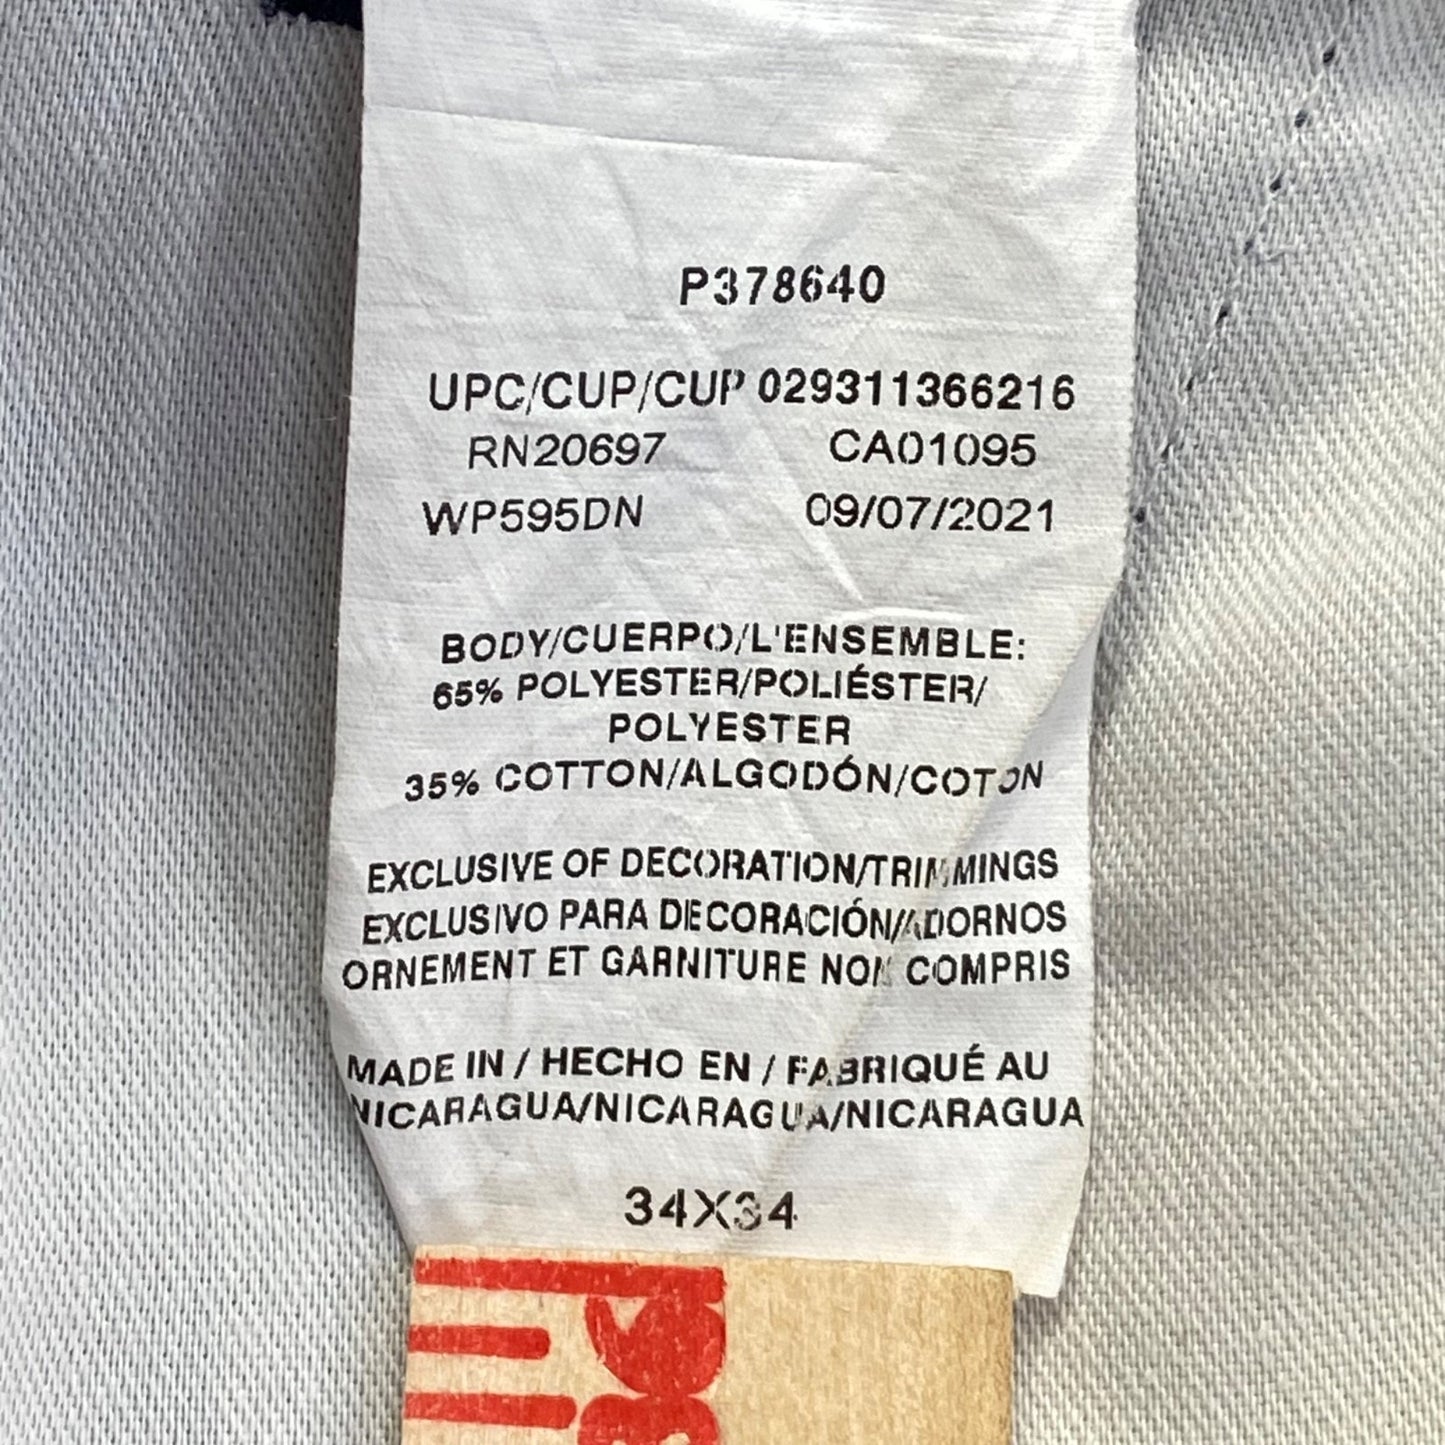 P378640
UPC/CUP/CUP 029311366216
RN20697 CA01095
WP595DN 09/07/2021
BODY/CUERPO/L'ENSEMBLE:
65% POLYESTER/POLIÉSTER/
POLYESTER
35% COTTON/ALGODÓN/COTON
EXCLUSIVE OF DECORATION/TRIMMINGS
EXCLUSIVO PARA DECORACIÓN/ADORNOS
ORNEMENT ET GARNITURE NON COMPRIS
MADE IN / HECHO EN / FABRIQUÉ AU
NICARAGUA/NICARAGUA/NICARAGUA
34X34